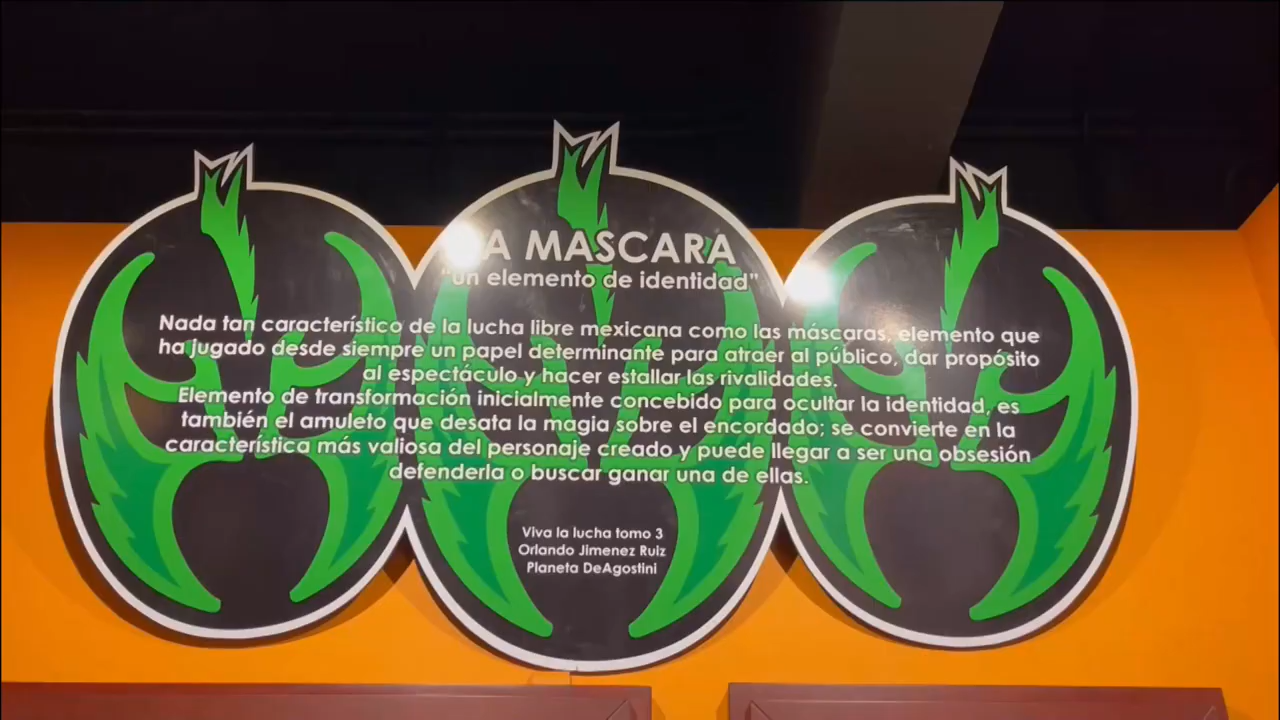 LA MASCARA
"un elemento de identidad"
Nada tan característico de la lucha libre mexicana como las máscaras, elemento que
ha jugado desde siempre un papel determinante para atraer al público, dar propósito
al espectáculo y hacer estallar las rivalidades.
Elemento de transformación inicialmente concebido para ocultar la identidad, es
también el amuleto que desata la magia sobre el encordado; se convierte en la
característica más valiosa del personaje creado y puede llegar a ser una obsesión
defenderla o buscar ganar una de ellas.
Viva la lucha tomo 3
Orlando Jimenez Ruiz
Planeta DeAgostini